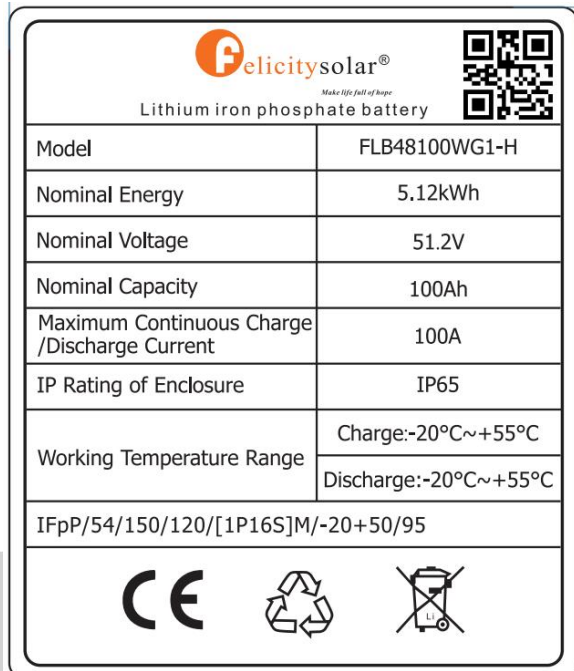 Felicitysolar®
Make life full of hope
Lithium iron phosphate battery
Model FLB48100WG1-H
Nominal Energy 5.12kWh
Nominal Voltage 51.2V
Nominal Capacity 100Ah
Maximum Continuous Charge
/Discharge Current 100A
IP Rating of Enclosure IP65
Working Temperature Range
Charge:-20°C~+55°C
Discharge:-20°C~+55°C
IFpP/54/150/120/[1P16S]M/-20+50/95
CE
Li